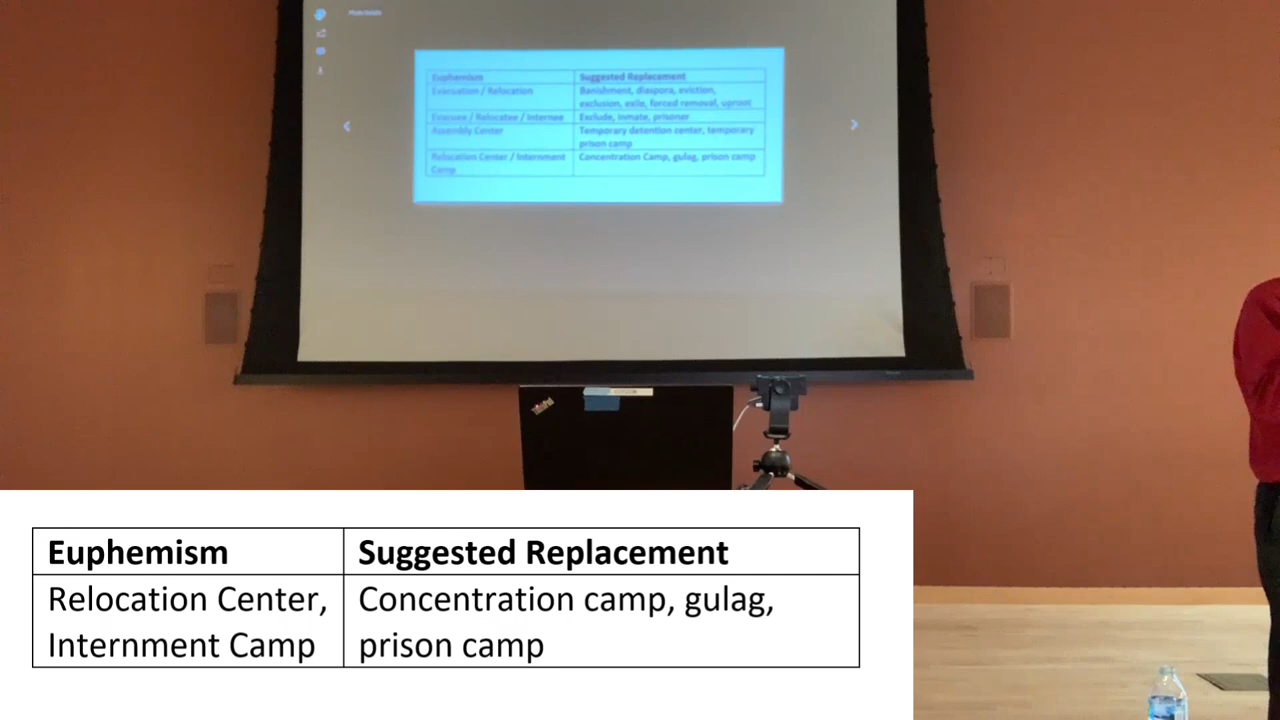 Euphemism Suggested Replacement
Evacuation / Relocation Banishment, diaspora, eviction,
exclusion, exile, forced removal, uproot
Evacuee / Relocatee / Internee Exclude, inmate, prisoner
Assembly Center Temporary detention center, temporary
prison camp
Relocation Center / Internment Concentration Camp, gulag, prison camp
Camp
Euphemism Suggested Replacement
Relocation Center, Concentration camp, gulag,
Internment Camp prison camp